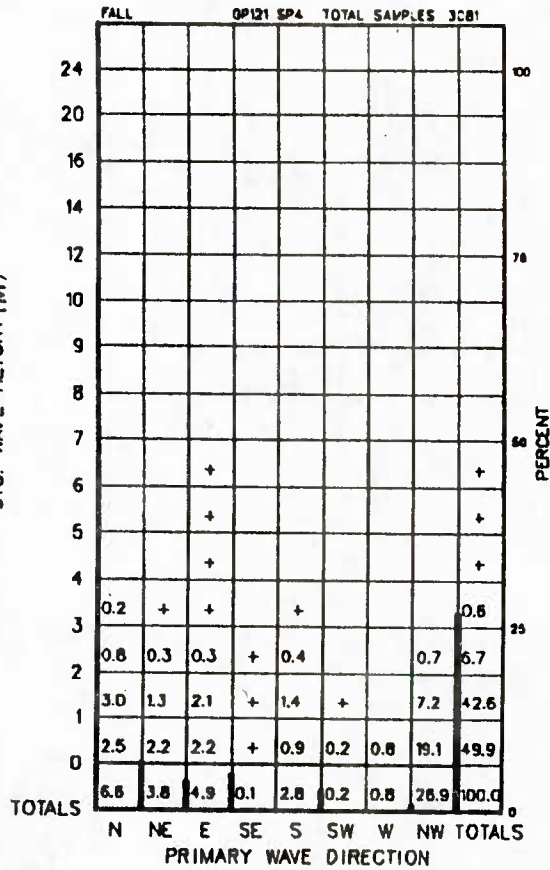 FALL OP121 SP4 TOTAL SAMPLES 3081
24 100
20
16
14
12 75
10
9
8
7 50
+ +
6
+ +
5
+ +
4
0.2 + + + 0.6
3 25
0.8 0.3 0.3 + 0.4 0.7 6.7
2
3.0 1.3 2.1 + 1.4 + 7.2 42.6
1
2.5 2.2 2.2 + 0.9 0.2 0.8 19.1 49.9
0
TOTALS 6.6 3.8 4.9 0.1 2.8 0.2 0.8 26.9 100.0 0
N NE E SE S SW W NW TOTALS
PRIMARY WAVE DIRECTION
PERCENT